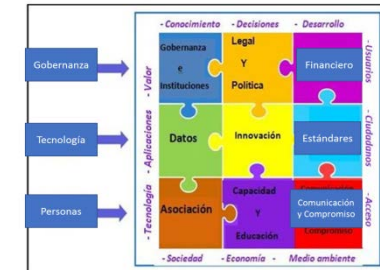 - Conocimiento - Decisiones - Desarrollo
Gobernanza
Gobernanza
e
Instituciones
Legal
Y
Política
Financiero
- Valor
- Usuarios
Tecnología
Datos
Innovación
Estándares
- Aplicaciones
- Ciudadanos
Personas
Asociación
Capacidad
Y
Educación
Comunicación
y Compromiso
Compromiso
- Tecnología
- Acceso
- Sociedad - Economía - Medio ambiente